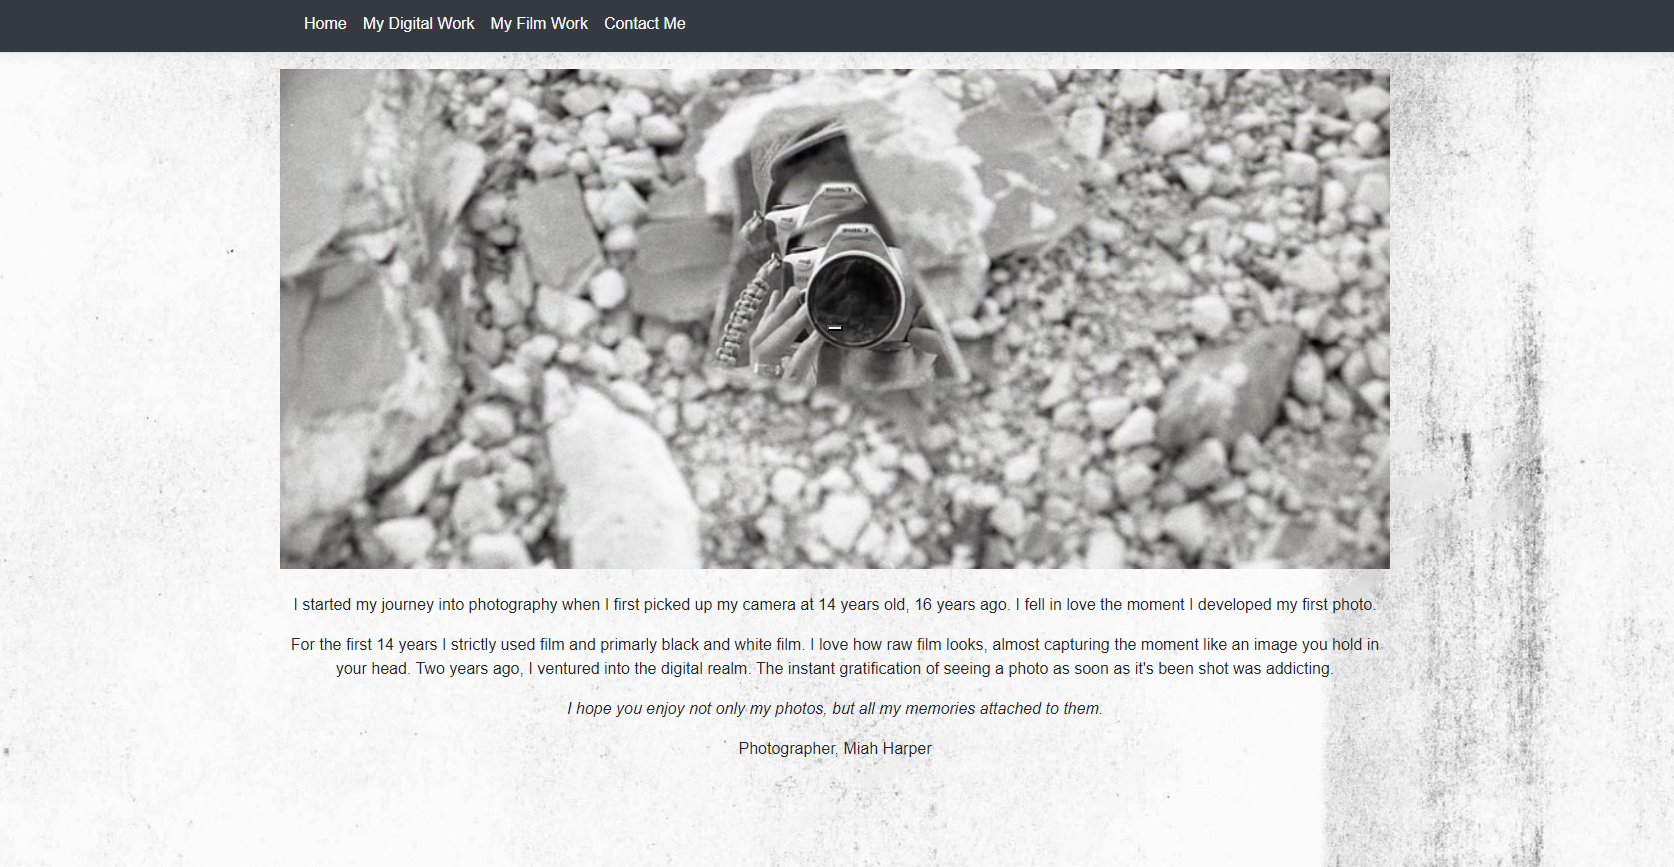 Home My Digital Work My Film Work Contact Me
I started my journey into photography when I first picked up my camera at 14 years old, 16 years ago. I fell in love the moment I developed my first photo.
For the first 14 years I strictly used film and primarly black and white film. I love how raw film looks, almost capturing the moment like an image you hold in
your head. Two years ago, I ventured into the digital realm. The instant gratification of seeing a photo as soon as it's been shot was addicting.
I hope you enjoy not only my photos, but all my memories attached to them.
Photographer, Miah Harper